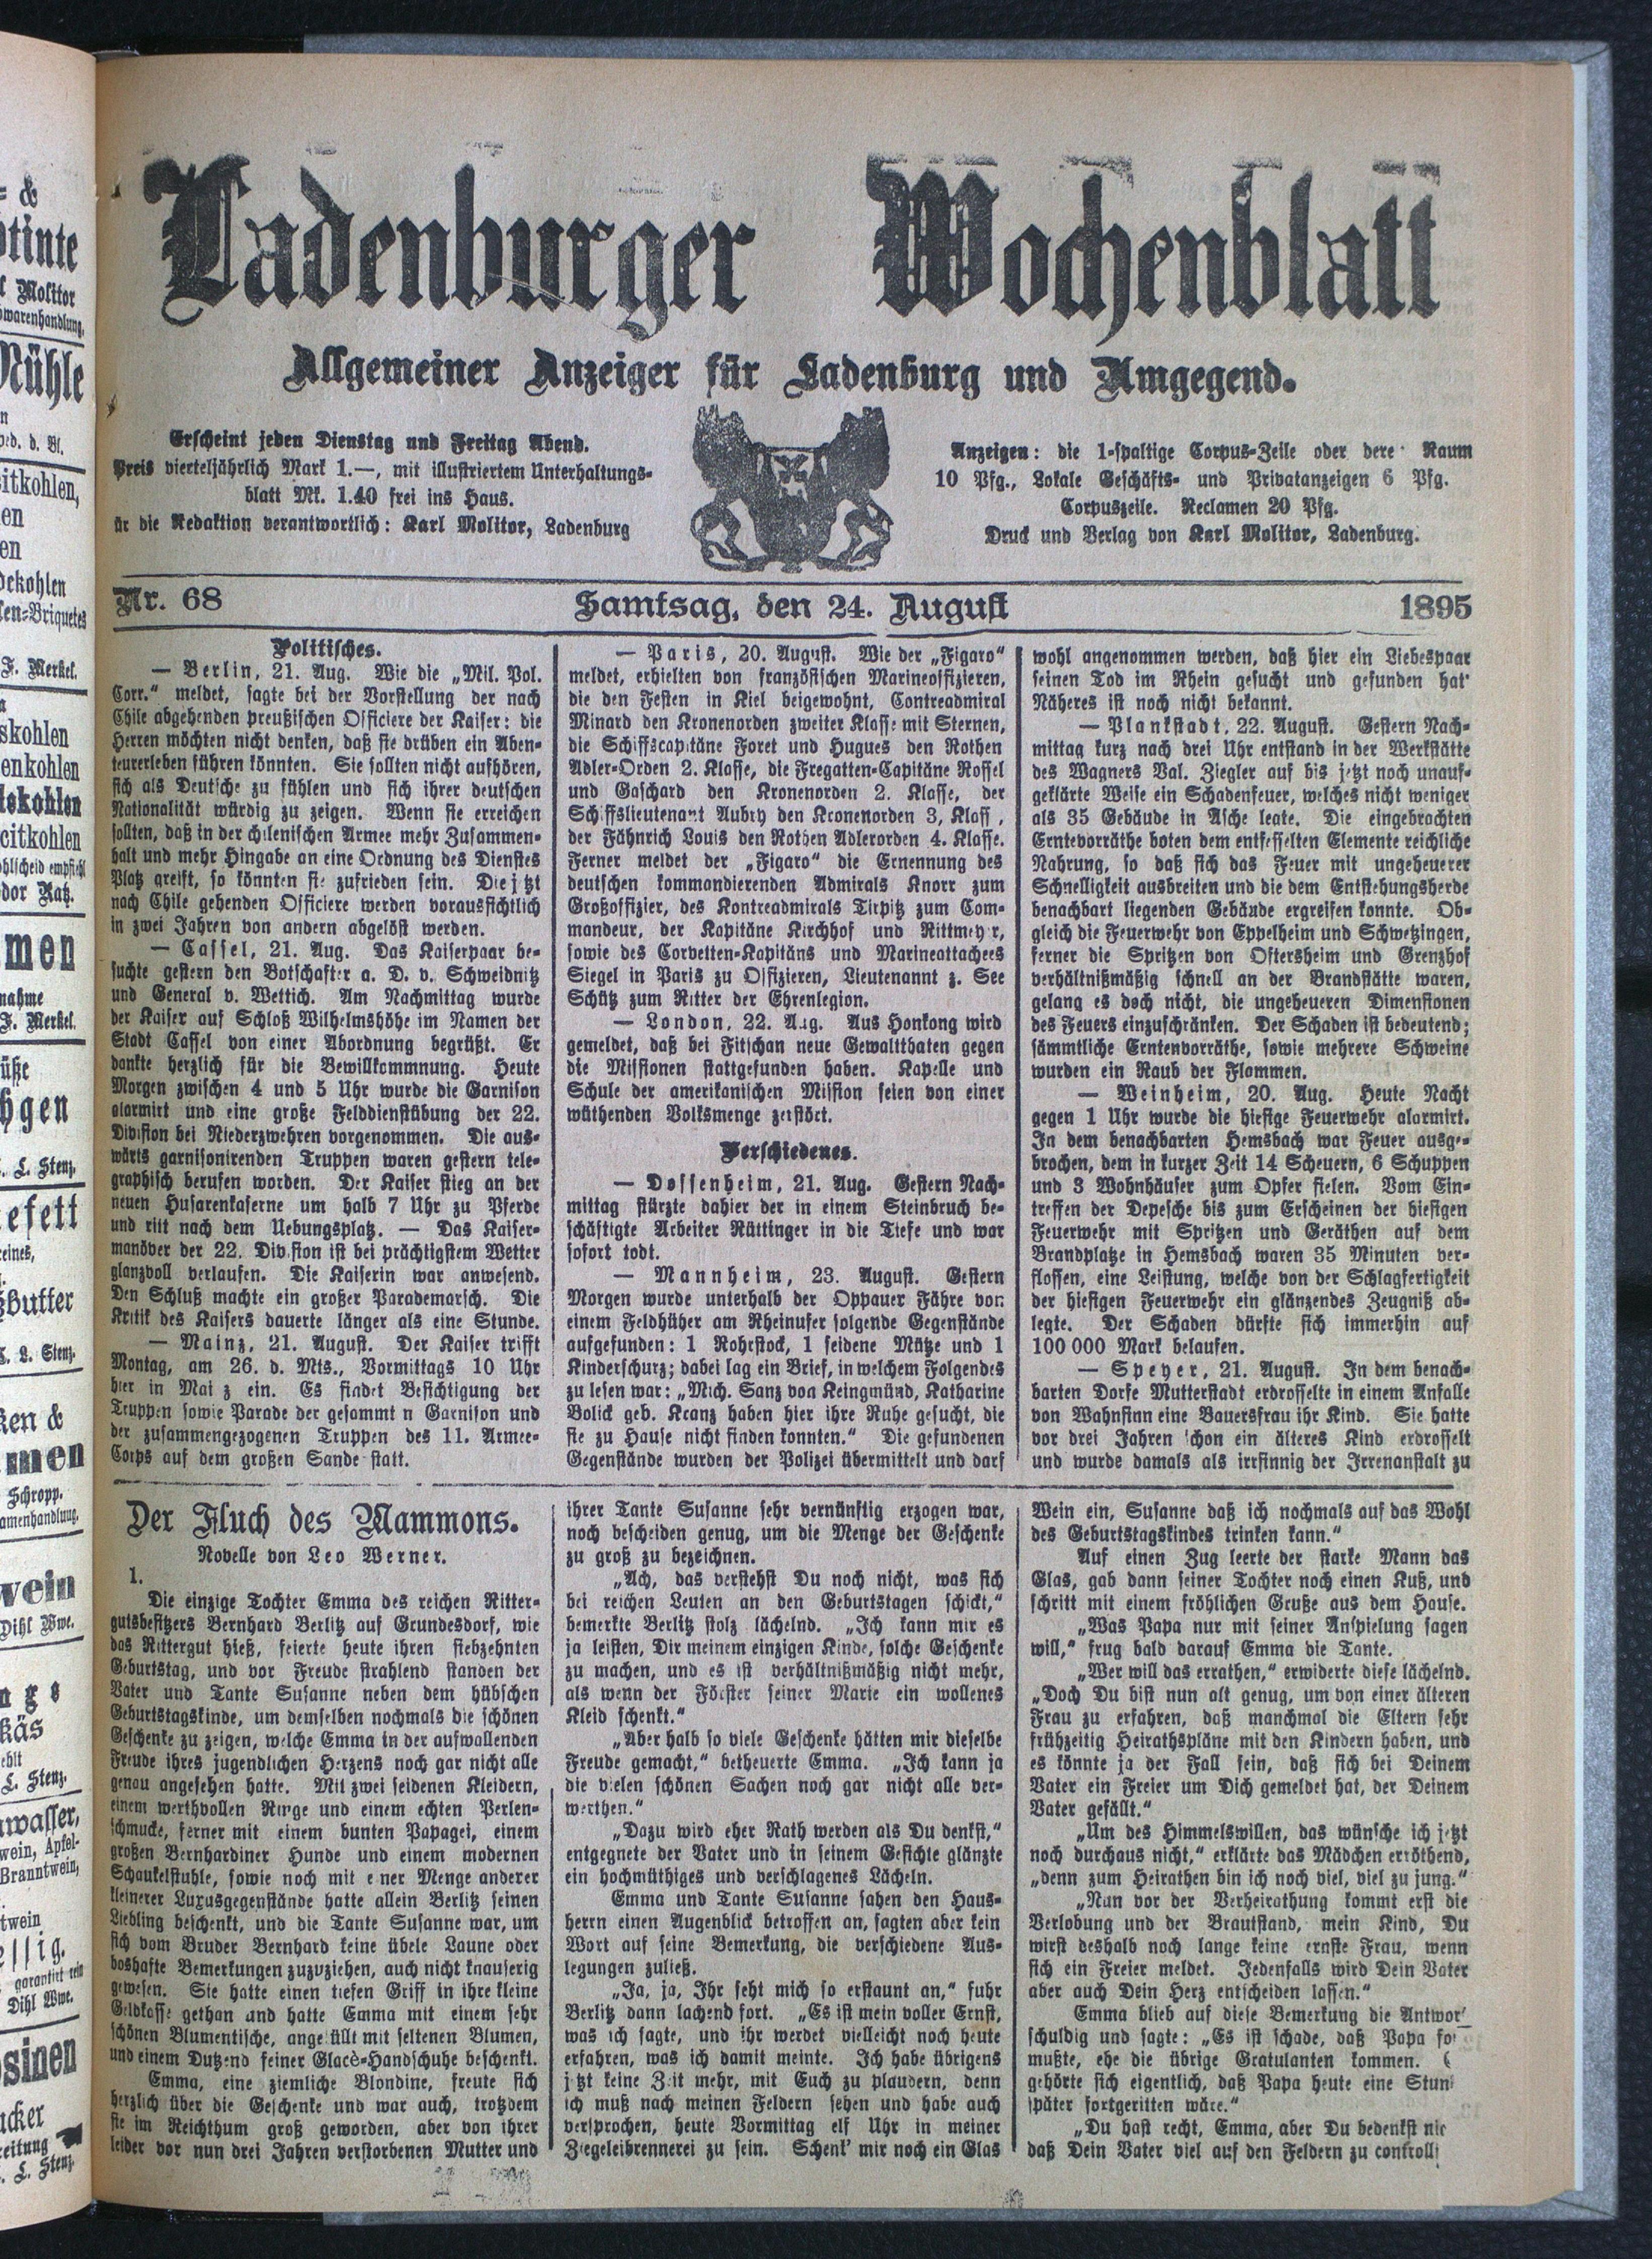 Ladenburger Wochenblatt
Allgemeiner Anzeiger für Ladenburg und Umgegend.
Erscheint jeden Dienstag und Freitag Abend.
Preis vierteljährlich Mark 1.—, mit illustriertem Unterhaltungs-
blatt Mk. 1.40 frei ins Haus.
ür die Redaktion verantwortlich: Karl Molitor, Ladenburg
Anzeigen: die 1-spaltige Corpus-Zeile oder dere Raum
10 Pfg., Lokale Geschäfts- und Privatanzeigen 6 Pfg.
Corpuszeile. Reclamen 20 Pfg.
Druck und Verlag von Karl Molitor, Ladenburg.
Nr. 68
Samtsag, den 24. August
1895
Politisches.
— Berlin, 21. Aug. Wie die „Mil. Pol.
Corr.“ meldet, sagte bei der Vorstellung der nach
Chile abgehenden preußischen Officiere der Kaiser: die
Herren möchten nicht denken, daß sie drüben ein Aben-
teurerleben führen könnten. Sie sollten nicht aufhören,
sich als Deutsche zu fühlen und sich ihrer deutschen
Nationalität würdig zu zeigen. Wenn sie erreichen
sollten, daß in der chilenischen Armee mehr Zusammen-
halt und mehr Hingabe an eine Ordnung des Dienstes
Platz greift, so könnten sie zufrieden sein. Die j tzt
nach Chile gehenden Officiere werden voraussichtlich
in zwei Jahren von andern abgelöst werden.
— Cassel, 21. Aug. Das Kaiserpaar be-
suchte gestern den Botschafter a. D. v. Schweidnitz
und General v. Wettich. Am Nachmittag wurde
der Kaiser auf Schloß Wilhelmshöhe im Namen der
Stadt Cassel von einer Abordnung begrüßt. Er
dankte herzlich für die Bewillkommnung. Heute
Morgen zwischen 4 und 5 Uhr wurde die Garnison
alarmirt und eine große Felddienstübung der 22.
Division bei Niederzwehren vorgenommen. Die aus-
wärts garnisonirenden Truppen waren gestern tele-
graphisch berufen worden. Der Kaiser stieg an der
neuen Husarenkaserne um halb 7 Uhr zu Pferde
und ritt nach dem Uebungsplatz. — Das Kaiser-
manöver der 22. Division ist bei prächtigstem Wetter
glanzvoll verlaufen. Die Kaiserin war anwesend.
Den Schluß machte ein großer Parademarsch. Die
Kritik des Kaisers dauerte länger als eine Stunde.
— Mainz, 21. August. Der Kaiser trifft
Montag, am 26. d. Mts., Vormittags 10 Uhr
hier in Mai z ein. Es findet Besichtigung der
Truppen sowie Parade der gesammt n Garnison und
der zusammengezogenen Truppen des 11. Armee-
Corps auf dem großen Sande statt.
— Paris, 20. August. Wie der „Figaro“
meldet, erhielten von französischen Marineoffizieren,
die den Festen in Kiel beigewohnt, Contreadmiral
Minard den Kronenorden zweiter Klasse mit Sternen,
die Schiffscapitäne Foret und Hugues den Rothen
Adler-Orden 2. Klasse, die Fregatten-Capitäne Rossel
und Gaschard den Kronenorden 2. Klasse, der
Schiffslieutenant Aubry den Kronenorden 3, Klass ,
der Fähnrich Louis den Rothen Adlerorden 4. Klasse.
Ferner meldet der „Figaro“ die Ernennung des
deutschen kommandierenden Admirals Knorr zum
Großoffizier, des Kontreadmirals Tirpitz zum Com-
mandeur, der Kapitäne Kirchhof und Rittmey r,
sowie des Corvetten-Kapitäns und Marineattachees
Siegel in Paris zu Offizieren, Lieutenannt z. See
Schütz zum Ritter der Ehrenlegion.
— London, 22. Aug. Aus Honkong wird
gemeldet, daß bei Fitschan neue Gewaltthaten gegen
die Missionen stattgefunden haben. Kapelle und
Schule der amerikanischen Mission seien von einer
wüthenden Volksmenge zerstört.
Verschiedenes.
— Dossenheim, 21. Aug. Gestern Nach-
mittag stürzte dahier der in einem Steinbruch be-
schäftigte Arbeiter Rüttinger in die Tiefe und war
sofort todt.
— Mannheim, 23. August. Gestern
Morgen wurde unterhalb der Oppauer Fähre von
einem Feldhüher am Rheinufer folgende Gegenstände
aufgefunden: 1 Rohrstock, 1 seidene Mütze und 1
Kinderschurz; dabei lag ein Brief, in welchem Folgendes
zu lesen war: „Mich. Sanz von Keingmünd, Katharine
Bolick geb. Kranz haben hier ihre Ruhe gesucht, die
sie zu Hause nicht finden konnten.“ Die gefundenen
Gegenstände wurden der Polizei übermittelt und darf
wohl angenommen werden, daß hier ein Liebespaar
seinen Tod im Rhein gesucht und gefunden hat
Näheres ist noch nicht bekannt.
— Plankstadt, 22. August. Gestern Nach-
mittag kurz nach drei Uhr entstand in der Werkstätte
des Wagners Val. Ziegler auf bis jetzt noch unauf-
geklärte Weise ein Schadenfeuer, welches nicht weniger
als 35 Gebäude in Asche legte. Die eingebrachten
Erntevorräthe boten dem entfesselten Elemente reichliche
Nahrung, so daß sich das Feuer mit ungeheuerer
Schnelligkeit ausbreiten und die dem Entstehungsherde
benachbart liegenden Gebäude ergreifen konnte. Ob-
gleich die Feuerwehr von Eppelheim und Schwetzingen,
ferner die Spritzen von Oftersheim und Grenzhof
verhältnißmäßig schnell an der Brandstätte waren,
gelang es doch nicht, die ungeheueren Dimensionen
des Feuers einzuschränken. Der Schaden ist bedeutend;
sämmtliche Erntenvorräthe, sowie mehrere Schweine
wurden ein Raub der Flammen.
— Weinheim, 20. Aug. Heute Nacht
gegen 1 Uhr wurde die hiesige Feuerwehr alarmirt.
In dem benachbarten Hemsbach war Feuer ausge-
brochen, dem in kurzer Zeit 14 Scheuern, 6 Schuppen
und 3 Wohnhäuser zum Opfer fielen. Vom Ein-
treffen der Depesche bis zum Erscheinen der hiesigen
Feuerwehr mit Spritzen und Geräthen auf dem
Brandplatze in Hemsbach waren 35 Minuten ver-
flossen, eine Leistung, welche von der Schlagfertigkeit
der hiesigen Feuerwehr ein glänzendes Zeugniß ab-
legte. Der Schaden dürfte sich immerhin auf
100 000 Mark belaufen.
— Speyer, 21. August. In dem benach-
barten Dorfe Mutterstadt erdrosselte in einem Anfalle
von Wahnsinn eine Bauersfrau ihr Kind. Sie hatte
vor drei Jahren schon ein älteres Kind erdrosselt
und wurde damals als irrsinnig der Irrenanstalt zu
Der Fluch des Mammons.
Novelle von Leo Werner.
1.
Die einzige Tochter Emma des reichen Ritter-
gutsbesitzers Bernhard Berlitz auf Grundesdorf, wie
das Rittergut hieß, feierte heute ihren siebzehnten
Geburtstag, und vor Freude strahlend standen der
Vater und Tante Susanne neben dem hübschen
Geburtstagskinde, um demselben nochmals die schönen
Geschenke zu zeigen, welche Emma in der aufwallenden
Freude ihres jugendlichen Herzens noch gar nicht alle
genau angesehen hatte. Mit zwei seidenen Kleidern,
einem werthvollen Ringe und einem echten Perlen-
schmucke, ferner mit einem bunten Papagei, einem
großen Bernhardiner Hunde und einem modernen
Schaukelstuhle, sowie noch mit e ner Menge anderer
kleinerer Luxusgegenstände hatte allein Berlitz seinen
Liebling beschenkt, und die Tante Susanne war, um
sich vom Bruder Bernhard keine übele Laune oder
boshafte Bemerkungen zuzuziehen, auch nicht knauserig
gewesen. Sie hatte einen tiefen Griff in ihre kleine
Geldkasse gethan und hatte Emma mit einem sehr
schönen Blumentische, angefüllt mit seltenen Blumen,
und einem Dutzend feiner Glacè-Handschuhe beschenkt.
Emma, eine ziemliche Blondine, freute sich
herzlich über die Geschenke und war auch, trotzdem
sie im Reichthum groß geworden, aber von ihrer
leider vor nun drei Jahren verstorbenen Mutter und
ihrer Tante Susanne sehr vernünftig erzogen war,
noch bescheiden genug, um die Menge der Geschenke
zu groß zu bezeichnen.
„Ach, das verstehst Du noch nicht, was sich
bei reichen Leuten an den Geburtstagen schickt,“
bemerkte Berlitz stolz lächelnd. „Ich kann mir es
ja leisten, Dir meinem einzigen Kinde, solche Geschenke
zu machen, und es ist verhältnißmäßig nicht mehr,
als wenn der Förster seiner Marie ein wollenes
Kleid schenkt.“
„Aber halb so viele Geschenke hätten mir dieselbe
Freude gemacht,“ betheuerte Emma. „Ich kann ja
die vielen schönen Sachen noch gar nicht alle ver-
werthen.“
„Dazu wird eher Rath werden als Du denkst,“
entgegnete der Vater und in seinem Gesichte glänzte
ein hochmüthiges und verschlagenes Lächeln.
Emma und Tante Susanne sahen den Haus-
herrn einen Augenblick betroffen an, sagten aber kein
Wort auf seine Bemerkung, die verschiedene Aus-
legungen zuließ.
„Ja, ja, Ihr seht mich so erstaunt an,“ fuhr
Berlitz dann lachend fort. „Es ist mein voller Ernst,
was ich sagte, und ihr werdet vielleicht noch heute
erfahren, was ich damit meinte. Ich habe übrigens
j tzt keine Zeit mehr, mit Euch zu plaudern, denn
ich muß nach meinen Feldern sehen und habe auch
versprochen, heute Vormittag elf Uhr in meiner
Ziegeleibrennerei zu sein. Schenk’ mir noch ein Glas
Wein ein, Susanne daß ich nochmals auf das Wohl
des Geburtstagskindes trinken kann.“
Auf einen Zug leerte der starke Mann das
Glas, gab dann seiner Tochter noch einen Kuß, und
schritt mit einem fröhlichen Gruße aus dem Hause.
„Was Papa nur mit seiner Anspielung sagen
will,“ frug bald darauf Emma die Tante.
„Wer will das errathen,“ erwiderte diese lächelnd.
„Doch Du bist nun alt genug, um von einer älteren
Frau zu erfahren, daß manchmal die Eltern sehr
frühzeitig Heirathspläne mit den Kindern haben, und
es könnte ja der Fall sein, daß sich bei Deinem
Vater ein Freier um Dich gemeldet hat, der Deinem
Vater gefällt.“
„Um des Himmelswillen, das wünsche ich jetzt
noch durchaus nicht,“ erklärte das Mädchen erröthend,
„denn zum Heirathen bin ich noch viel, viel zu jung.“
„Nun vor der Verheirathung kommt erst die
Verlobung und der Brautstand, mein Kind, Du
wirst deshalb noch lange keine ernste Frau, wenn
sich ein Freier meldet. Jedenfalls wird Dein Vater
aber auch Dein Herz entscheiden lassen.“
Emma blieb auf diese Bemerkung die Antwor
schuldig und sagte: „Es ist schade, daß Papa fo
mußte, ehe die übrige Gratulanten kommen.
gehörte sich eigentlich, daß Papa heute eine Stun
später fortgeritten wäre.“
„Du hast recht, Emma, aber Du bedenkst nic
daß Dein Vater viel auf den Feldern zu controll
&
tinte
Molitor
warenhandlung.
Mühle
itkohlen,
en
en
F. Merkel.
skohlen
enkohlen
kohlen
citkohlen
men
nahme
F. Merkel.
L. Stenz.
efett
Butter
ken &
men
Schropp.
wein
Dihl Wwe.
L. Stenz.
wasser,
wein, Apfel-
Branntwein,
Dihl Wwe.
sinen
L. Stenz.